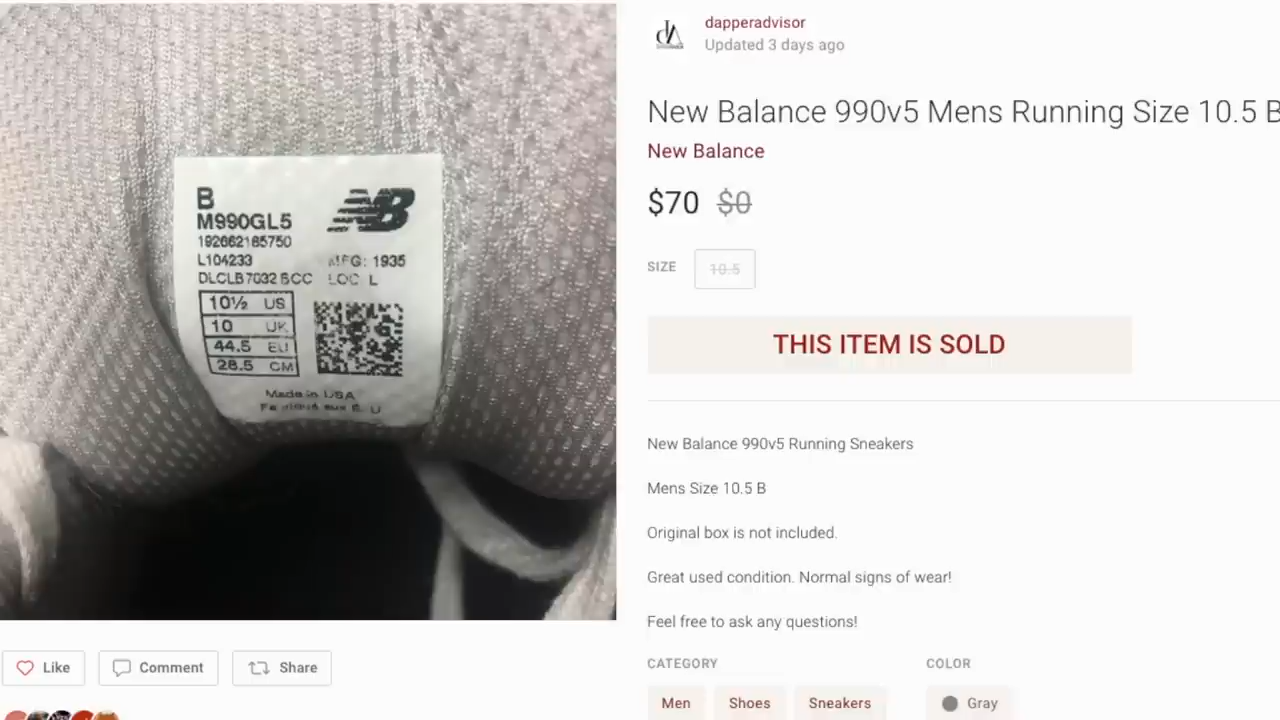 B
M990GL5
192662185750
L104233
MFG: 1935
DLCLB7032 BCC
LOC: L
10½ US
10 UK
44.5 EU
28.5 CM
NB
Made in USA
Like
Comment
Share
dapperadvisor
Updated 3 days ago
New Balance 990v5 Mens Running Size 10.5 B
New Balance
$70 $0
SIZE 10.5
THIS ITEM IS SOLD
New Balance 990v5 Running Sneakers
Mens Size 10.5 B
Original box is not included.
Great used condition. Normal signs of wear!
Feel free to ask any questions!
CATEGORY
COLOR
Men Shoes Sneakers
Gray